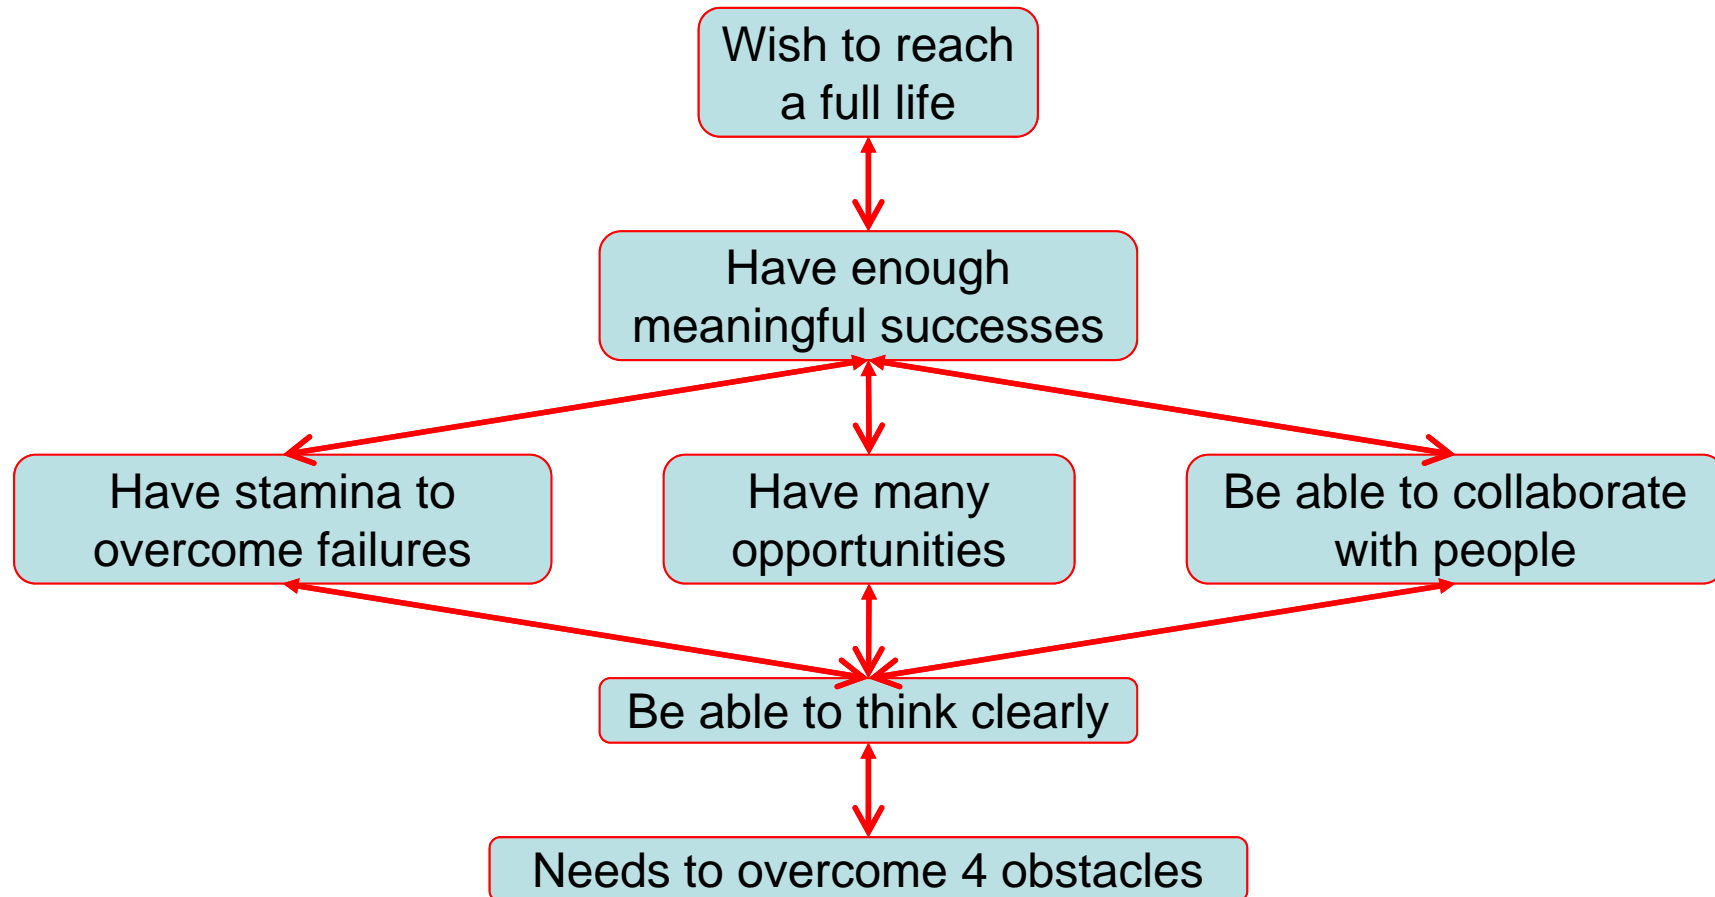 Wish to reach
a full life
Have enough
meaningful successes
Have stamina to
overcome failures
Have many
opportunities
Be able to collaborate
with people
Be able to think clearly
Needs to overcome 4 obstacles